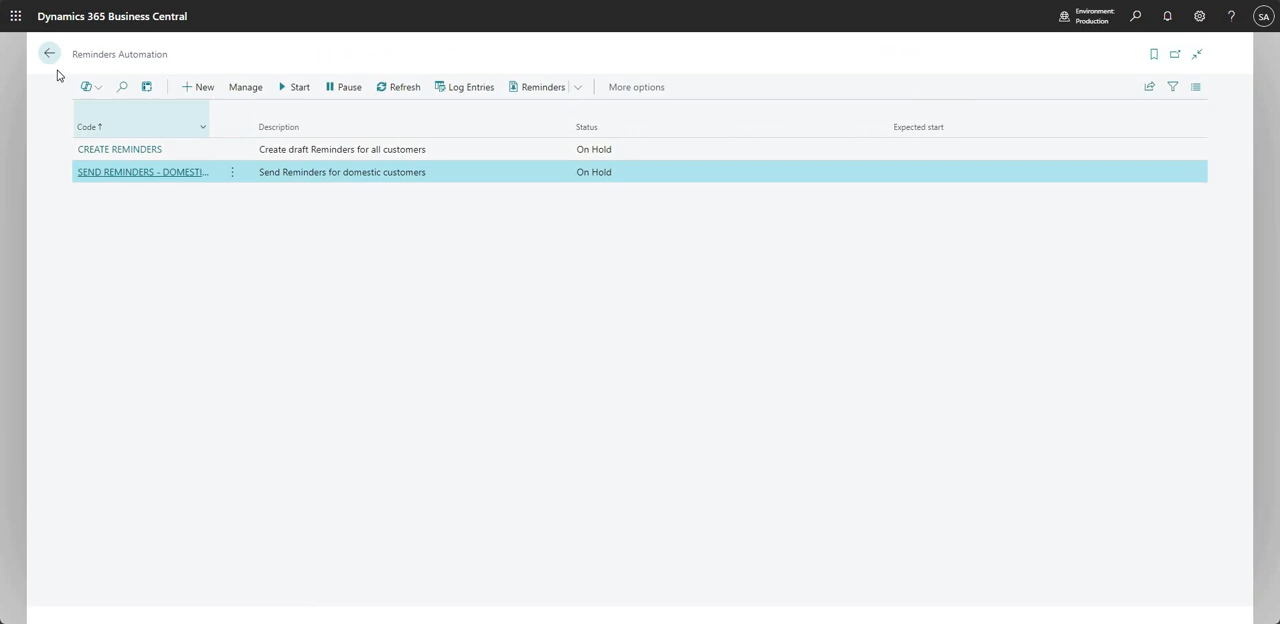 Dynamics 365 Business Central
Environment:
Production
?
SA
Reminders Automation
New Manage Start Pause Refresh Log Entries Reminders More options
Code ↑ Description Status Expected start
CREATE REMINDERS Create draft Reminders for all customers On Hold
SEND REMINDERS - DOMESTI... Send Reminders for domestic customers On Hold